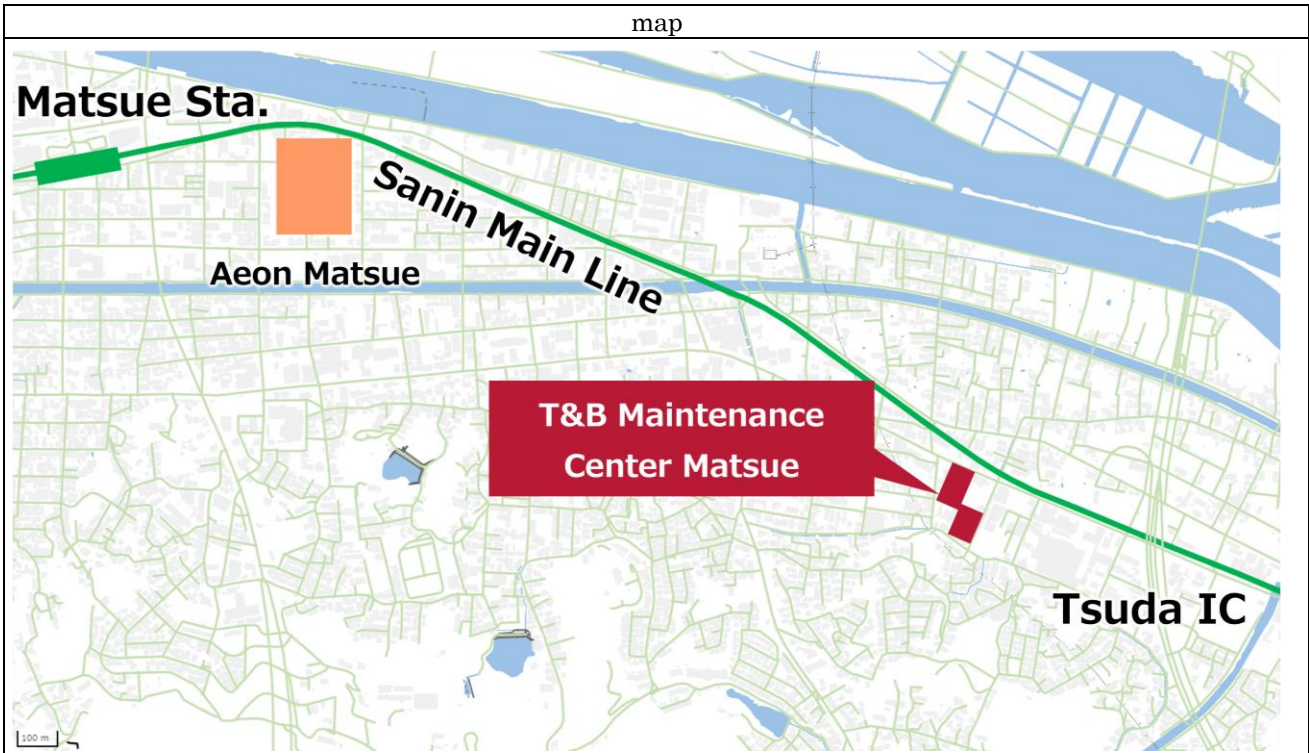 map
Matsue Sta.
Sanin Main Line
Aeon Matsue
T&B Maintenance
Center Matsue
Tsuda IC
100 m